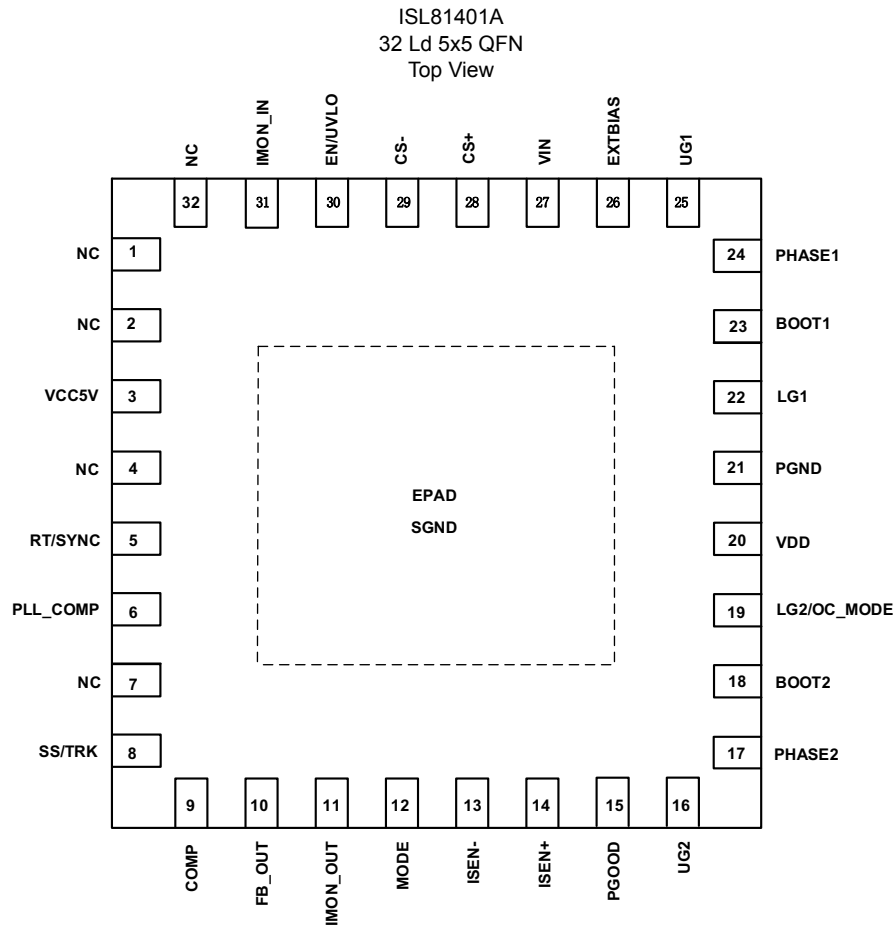 ISL81401A
32 Ld 5x5 QFN
Top View
NC
IMON_IN
EN/UVLO
CS-
CS+
VIN
EXTBIAS
UG1
32
31
30
29
28
27
26
25
NC 1
NC 2
VCC5V 3
NC 4
RT/SYNC 5
PLL_COMP 6
NC 7
SS/TRK 8
EPAD
SGND
24 PHASE1
23 BOOT1
22 LG1
21 PGND
20 VDD
19 LG2/OC_MODE
18 BOOT2
17 PHASE2
9
10
11
12
13
14
15
16
COMP
FB_OUT
IMON_OUT
MODE
ISEN-
ISEN+
PGOOD
UG2